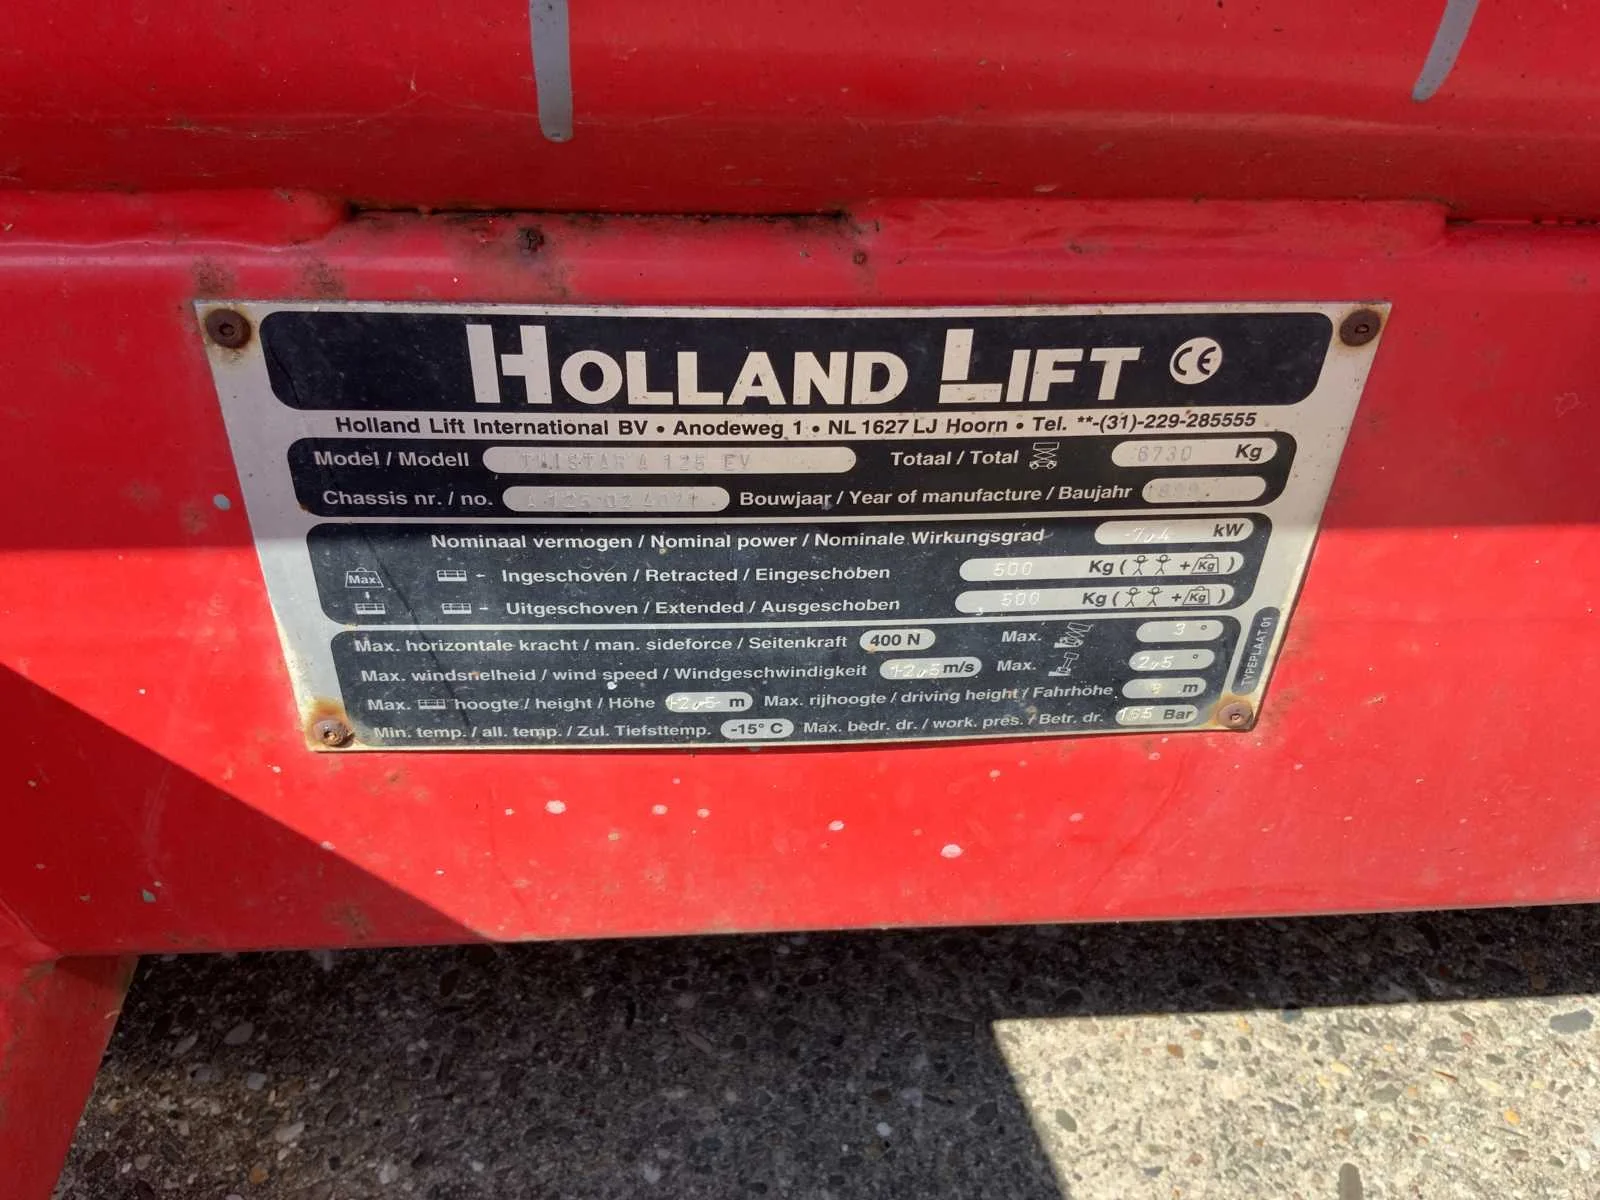 HOLLAND LIFT CE
Holland Lift International BV • Anodeweg 1 • NL 1627 LJ Hoorn • Tel. **-(31)-229-285555
Model / Modell A 125 EV Totaal / Total 6730 Kg
Chassis nr. / no. Bouwjaar / Year of manufacture / Baujahr
Nominaal vermogen / Nominal power / Nominale Wirkungsgrad kW
Max. - Ingeschoven / Retracted / Eingeschoben 500 Kg ( + Kg )
- Uitgeschoven / Extended / Ausgeschoben 500 Kg ( + Kg )
Max. horizontale kracht / man. sideforce / Seitenkraft 400 N Max. 3 °
Max. windsnelheid / wind speed / Windgeschwindigkeit 12,5 m/s Max. 2,5 °
Max. hoogte / height / Höhe 12,5 m Max. rijhoogte / driving height / Fahrhöhe m
Min. temp. / all. temp. / Zul. Tiefsttemp. -15° C Max. bedr. dr. / work. pres. / Betr. dr. Bar
TYPEPLAAT 01